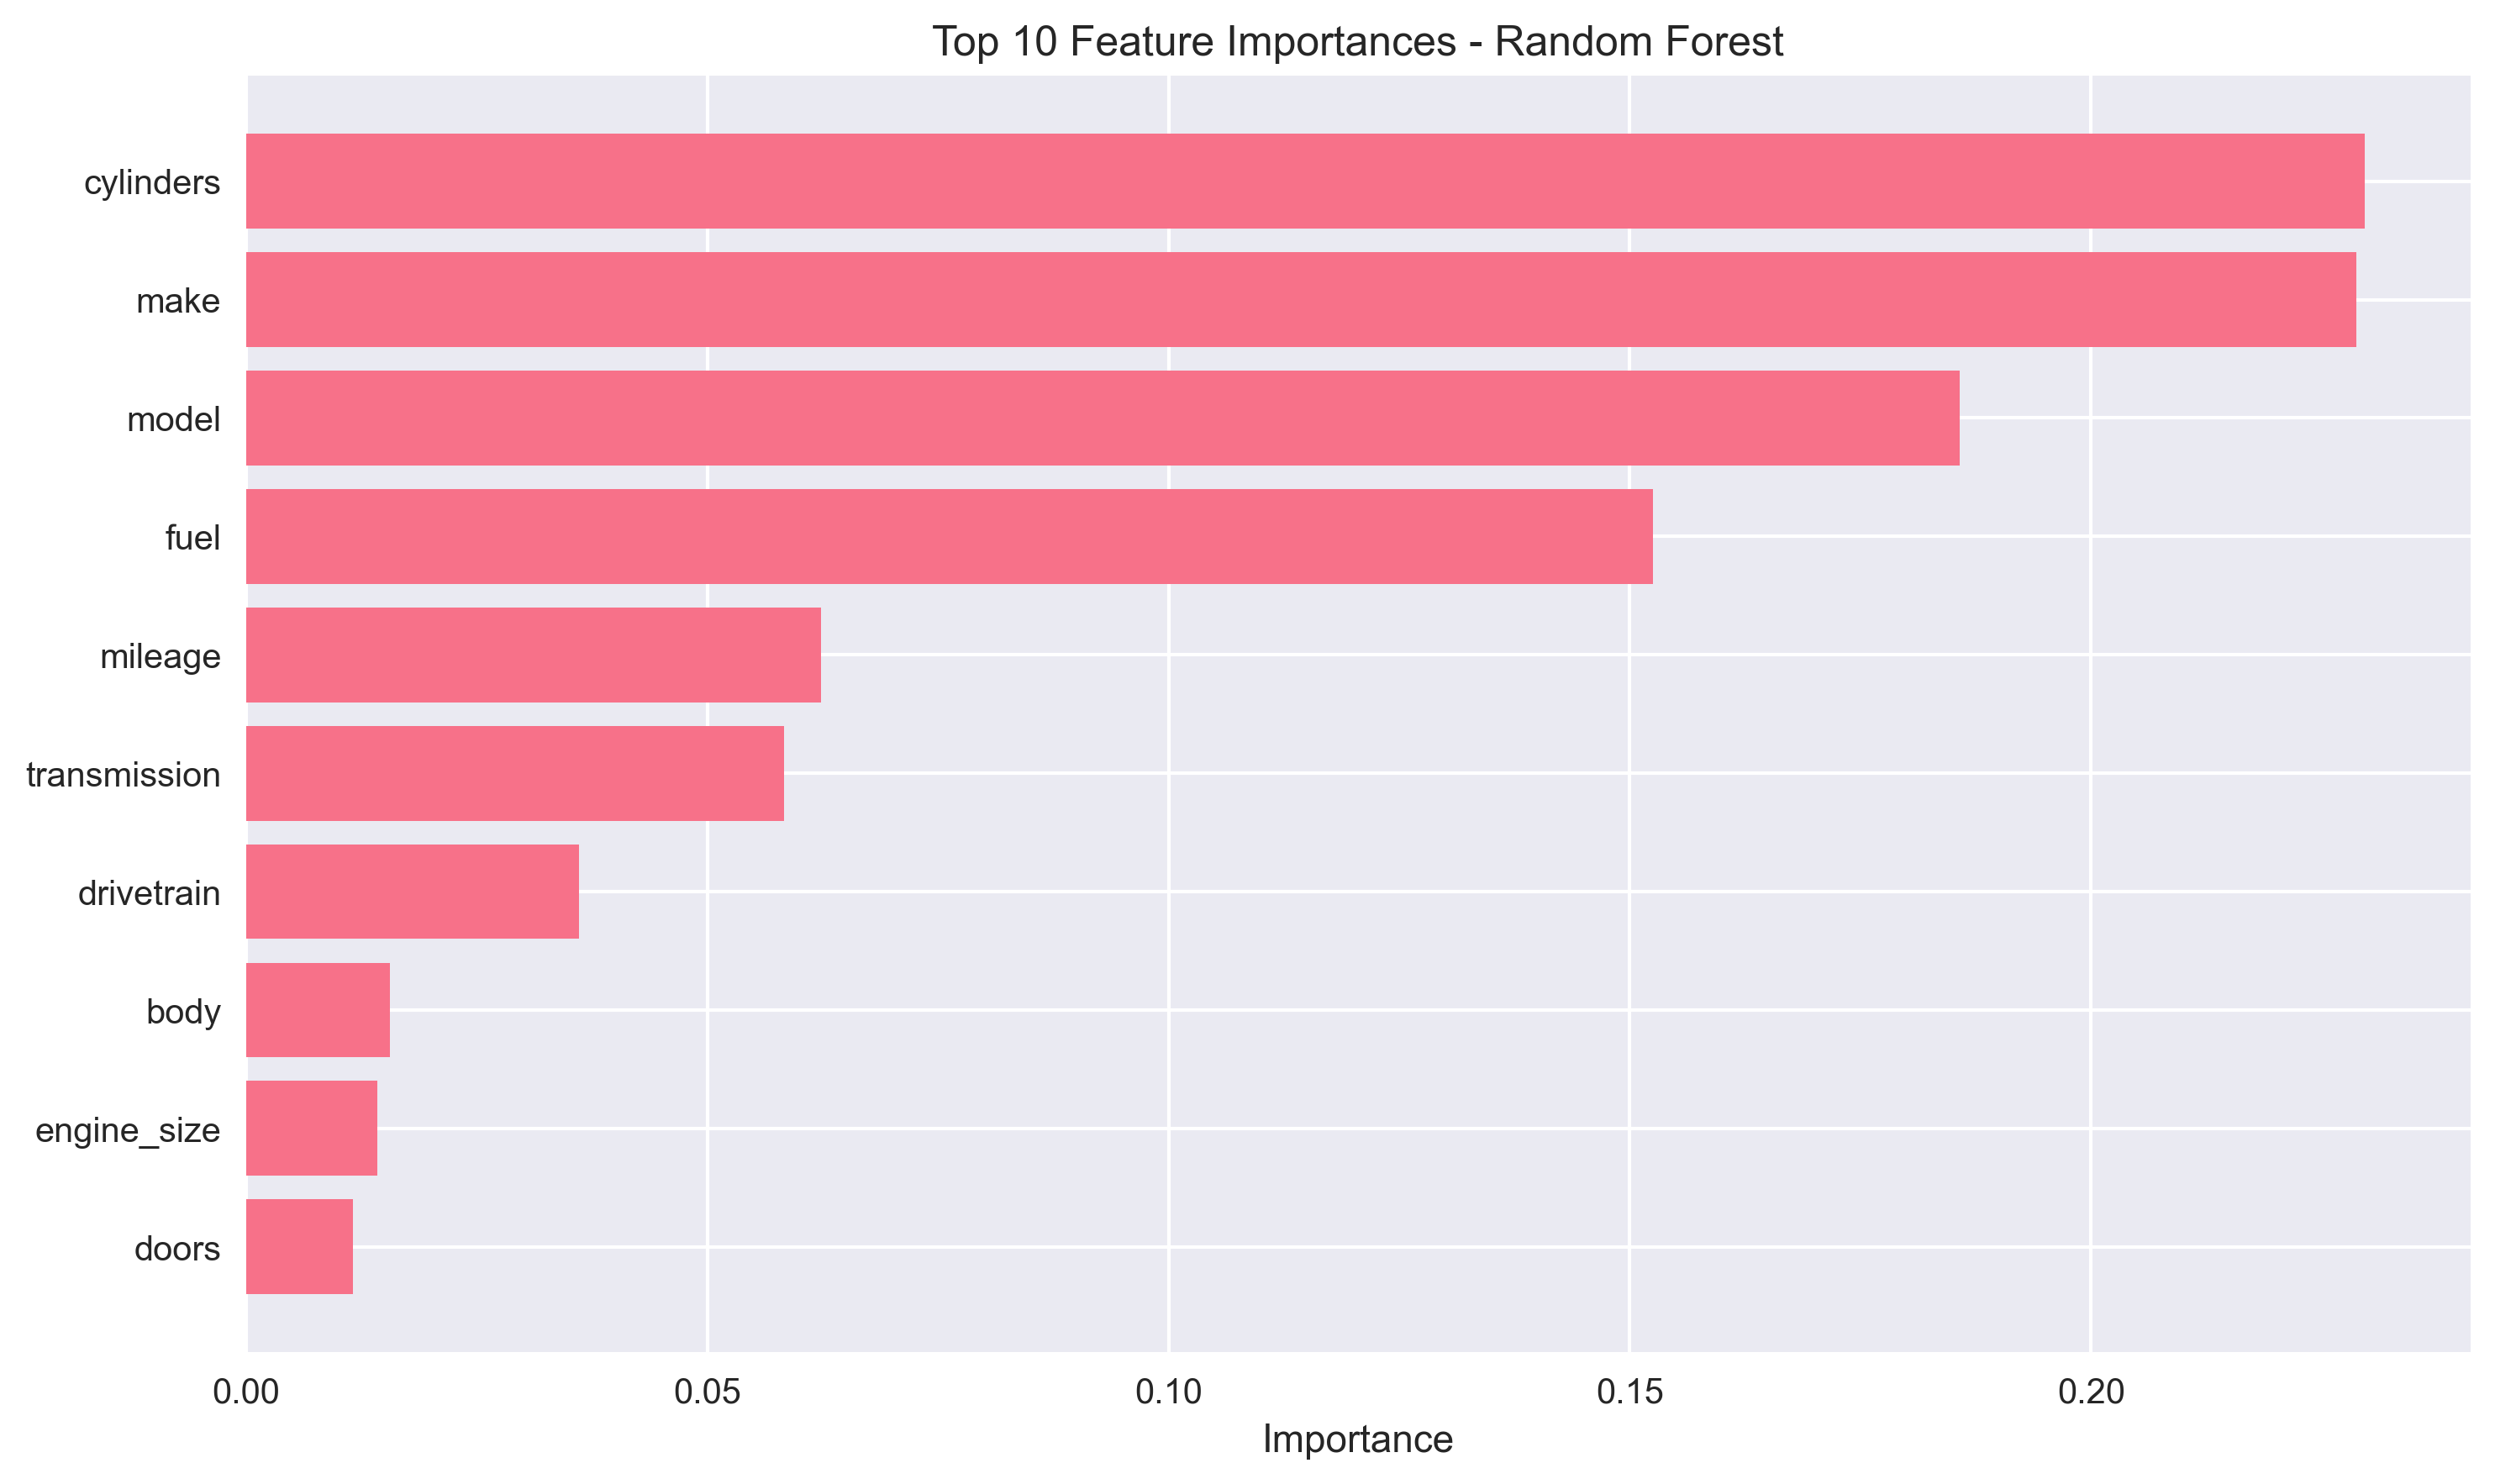 Top 10 Feature Importances - Random Forest
cylinders
make
model
fuel
mileage
transmission
drivetrain
body
engine_size
doors
0.00 0.05 0.10 0.15 0.20
Importance